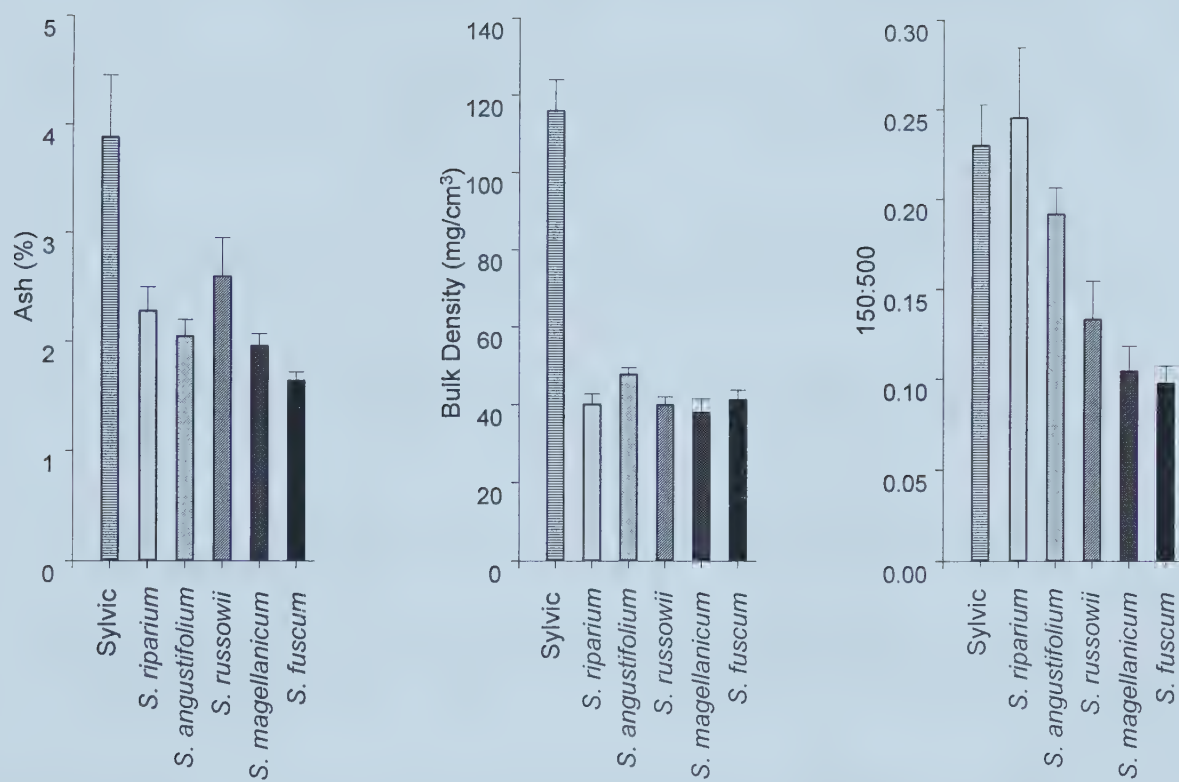 Ash (%)
5
4
3
2
1
0
Sylvic
S. riparium
S. angustifolium
S. russowii
S. magellanicum
S. fuscum
Bulk Density (mg/cm³)
140
120
100
80
60
40
20
0
Sylvic
S. riparium
S. angustifolium
S. russowii
S. magellanicum
S. fuscum
150:500
0.30
0.25
0.20
0.15
0.10
0.05
0.00
Sylvic
S. riparium
S. angustifolium
S. russowii
S. magellanicum
S. fuscum